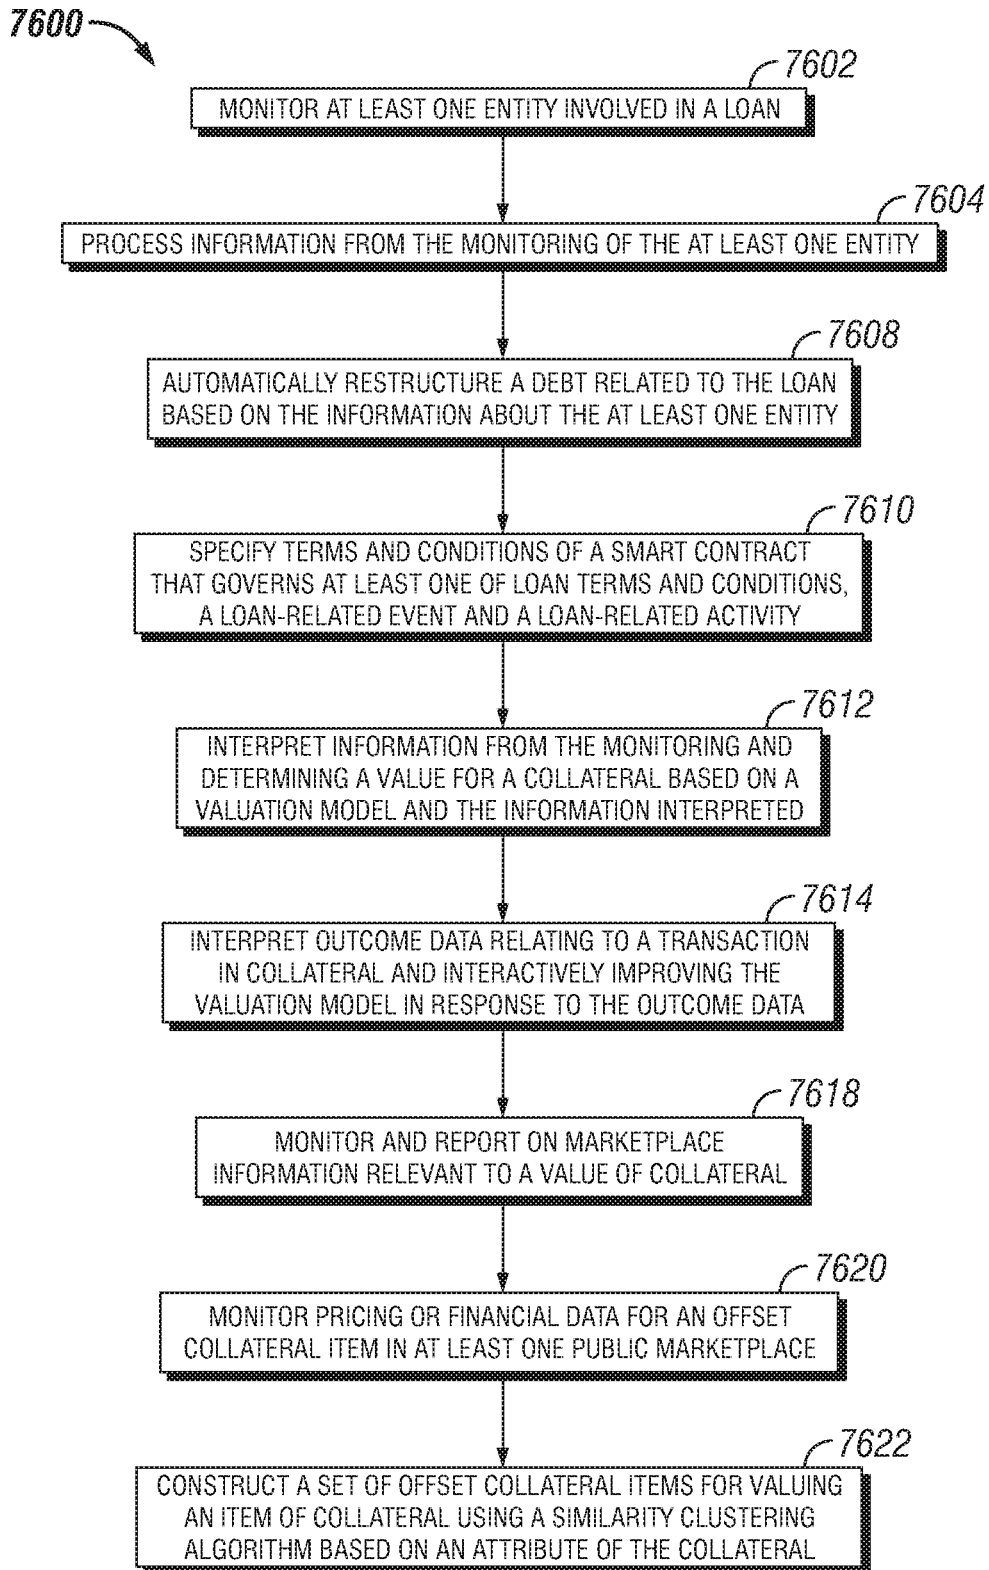 7600
7602
MONITOR AT LEAST ONE ENTITY INVOLVED IN A LOAN
7604
PROCESS INFORMATION FROM THE MONITORING OF THE AT LEAST ONE ENTITY
7608
AUTOMATICALLY RESTRUCTURE A DEBT RELATED TO THE LOAN
BASED ON THE INFORMATION ABOUT THE AT LEAST ONE ENTITY
7610
SPECIFY TERMS AND CONDITIONS OF A SMART CONTRACT
THAT GOVERNS AT LEAST ONE OF LOAN TERMS AND CONDITIONS,
A LOAN-RELATED EVENT AND A LOAN-RELATED ACTIVITY
7612
INTERPRET INFORMATION FROM THE MONITORING AND
DETERMINING A VALUE FOR A COLLATERAL BASED ON A
VALUATION MODEL AND THE INFORMATION INTERPRETED
7614
INTERPRET OUTCOME DATA RELATING TO A TRANSACTION
IN COLLATERAL AND INTERACTIVELY IMPROVING THE
VALUATION MODEL IN RESPONSE TO THE OUTCOME DATA
7618
MONITOR AND REPORT ON MARKETPLACE
INFORMATION RELEVANT TO A VALUE OF COLLATERAL
7620
MONITOR PRICING OR FINANCIAL DATA FOR AN OFFSET
COLLATERAL ITEM IN AT LEAST ONE PUBLIC MARKETPLACE
7622
CONSTRUCT A SET OF OFFSET COLLATERAL ITEMS FOR VALUING
AN ITEM OF COLLATERAL USING A SIMILARITY CLUSTERING
ALGORITHM BASED ON AN ATTRIBUTE OF THE COLLATERAL